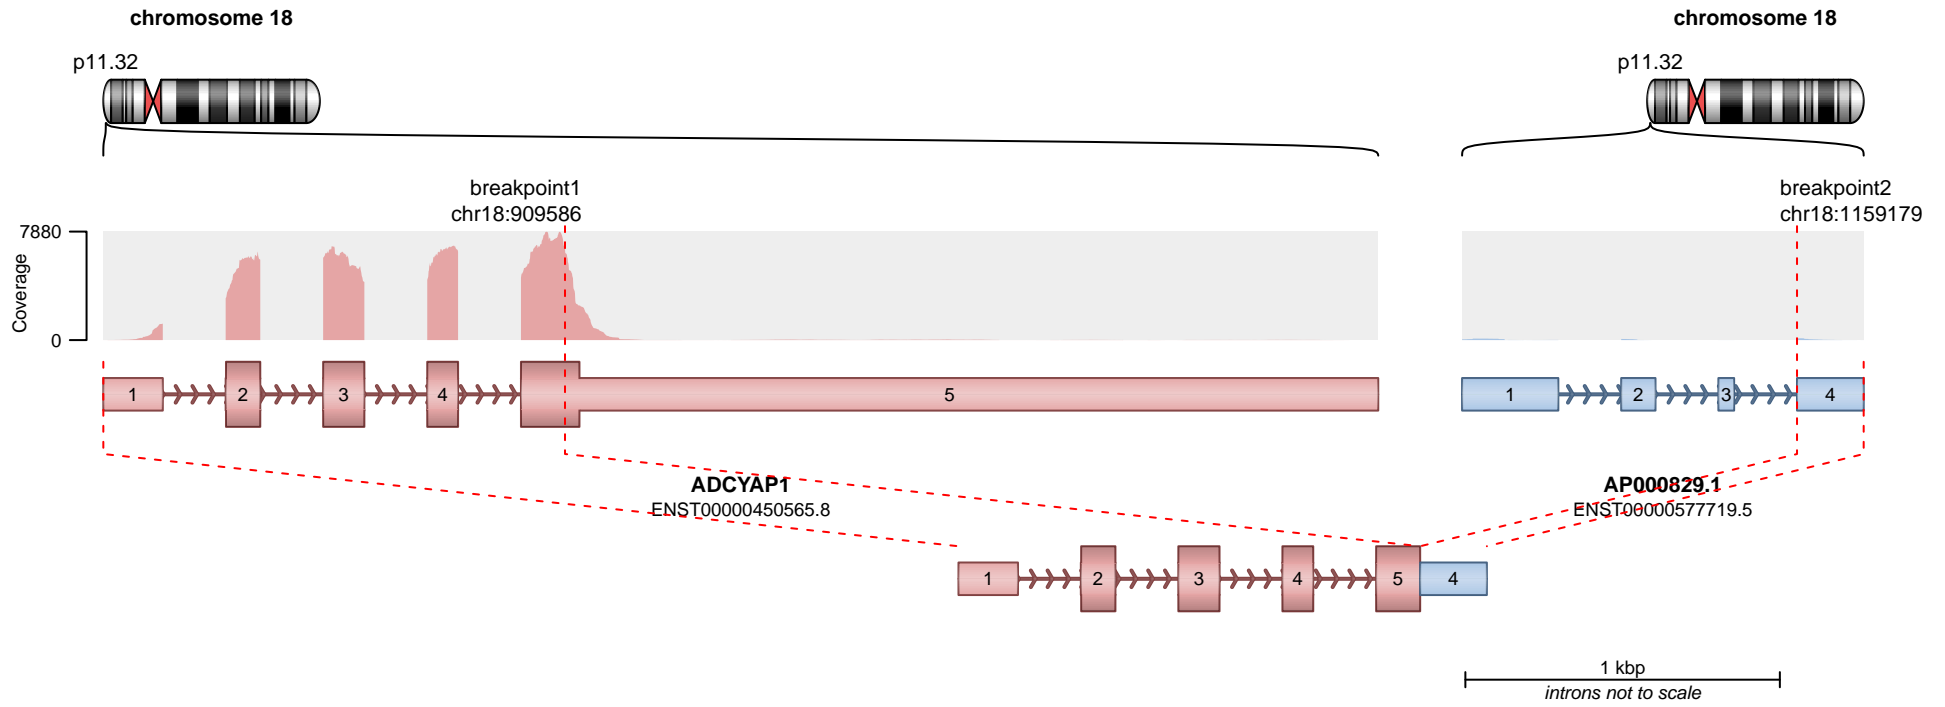 chromosome 18
chromosome 18
p11.32
p11.32
breakpoint1
chr18:909586
breakpoint2
chr18:1159179
7880
Coverage
0
1
2
3
4
5
1
2
3
4
ADCYAP1
ENST00000450565.8
AP000829.1
ENST00000577719.5
1
2
3
4
5
4
1 kbp
introns not to scale